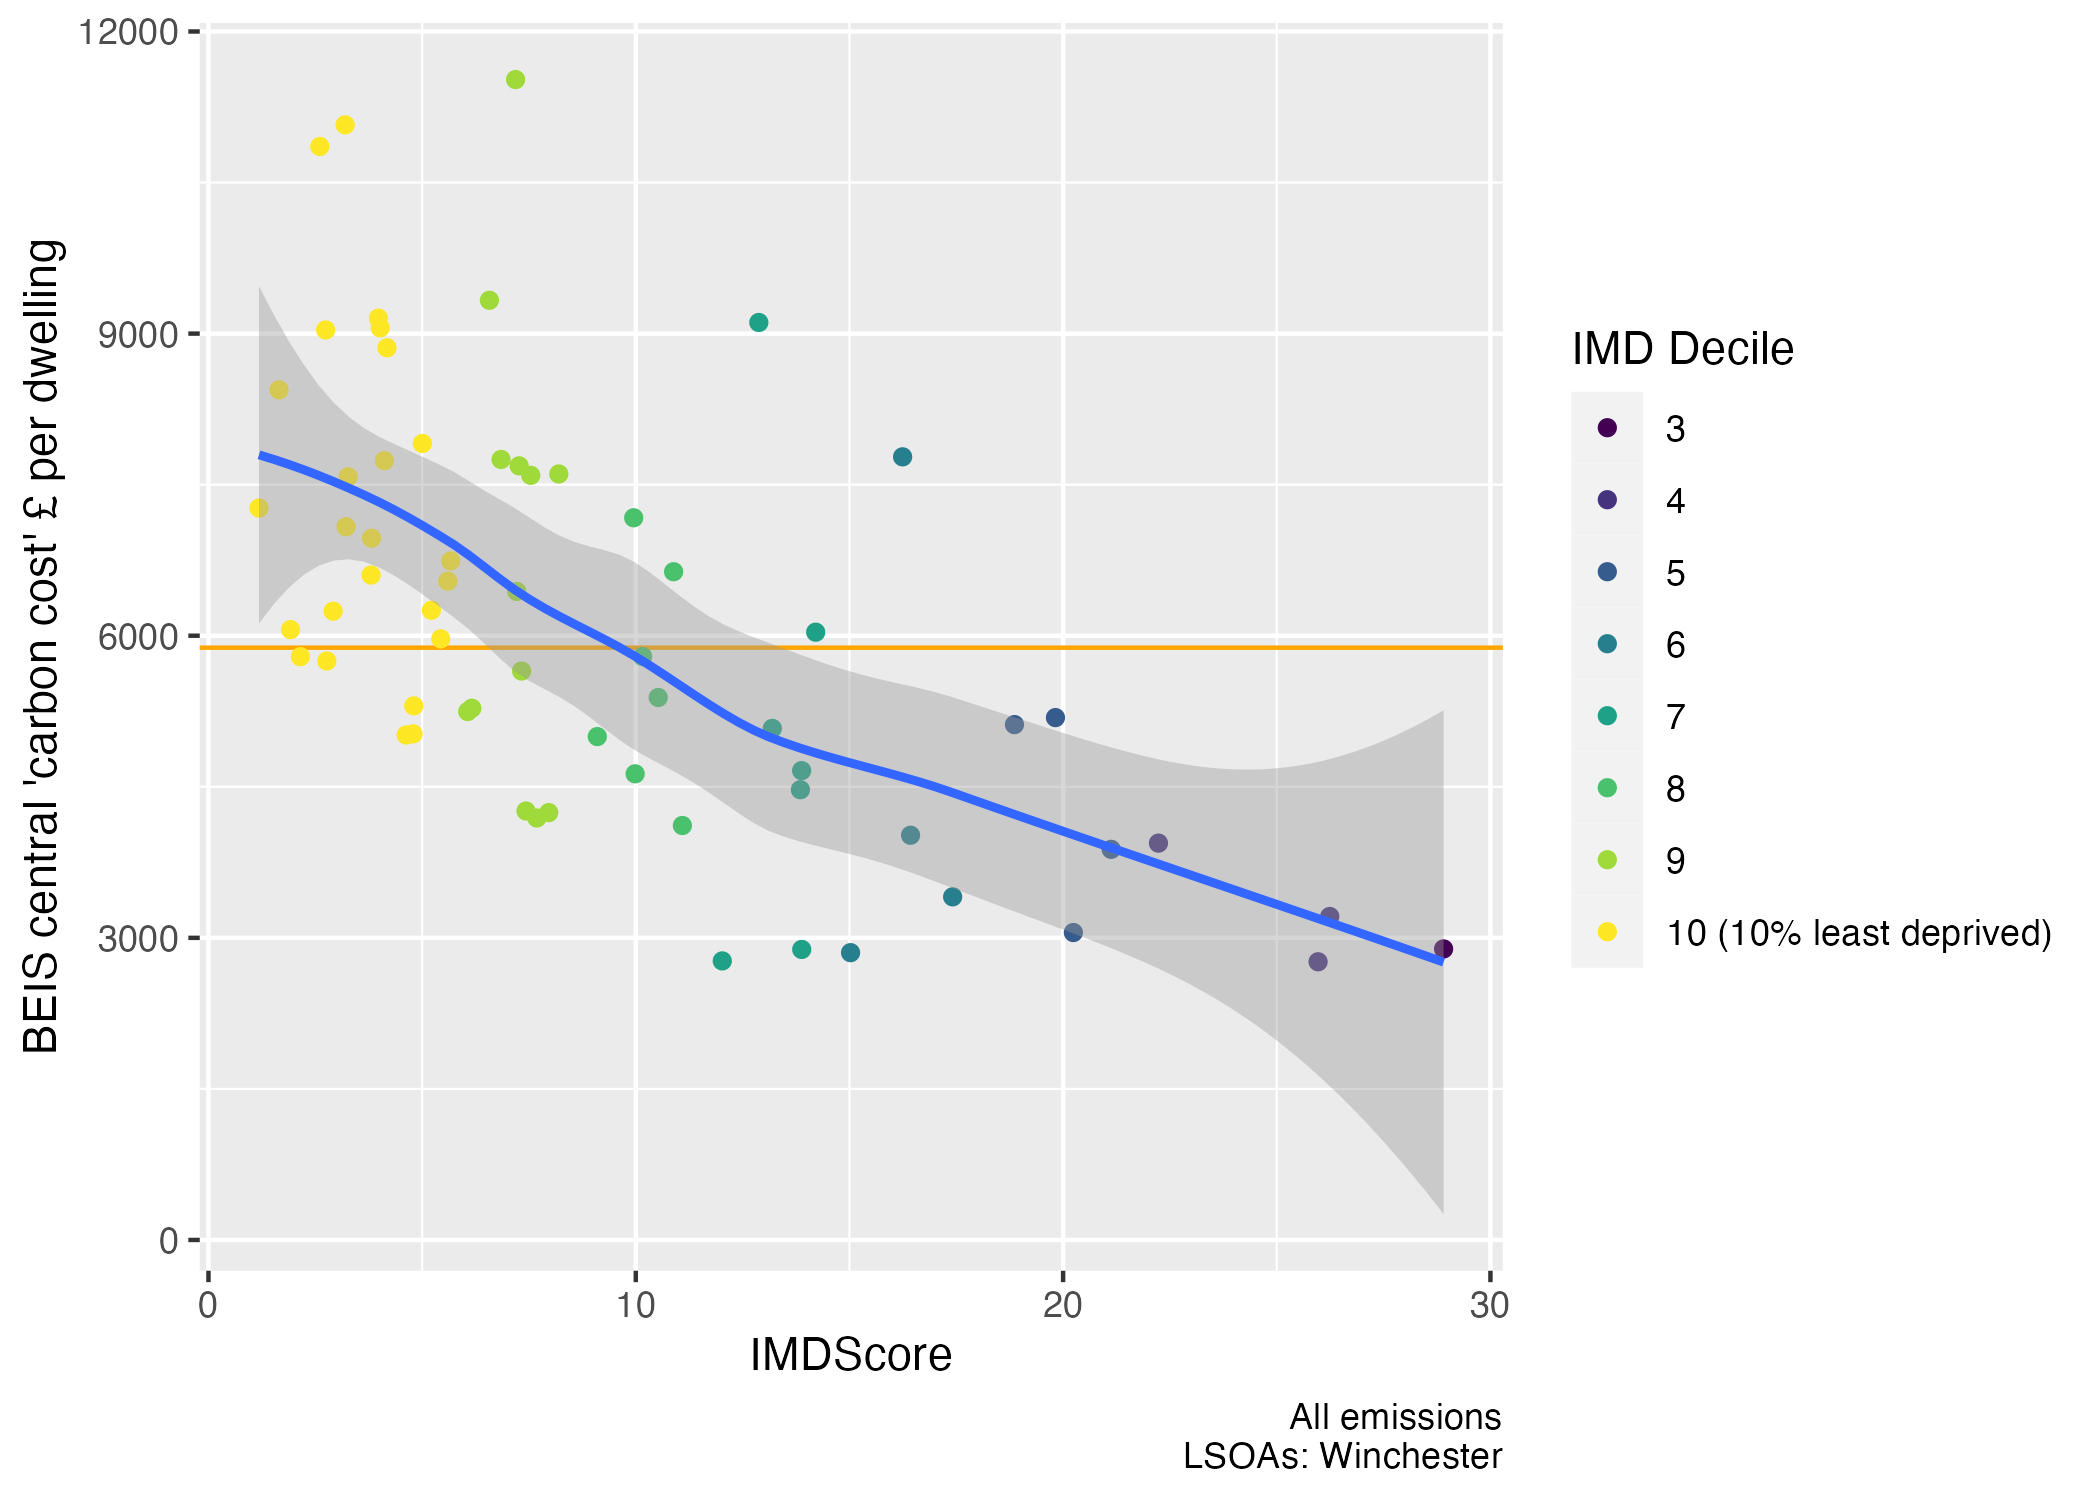 12000
9000
6000
3000
0
BEIS central 'carbon cost' £ per dwelling
0
10
20
30
IMDScore
IMD Decile
3
4
5
6
7
8
9
10 (10% least deprived)
All emissions
LSOAs: Winchester